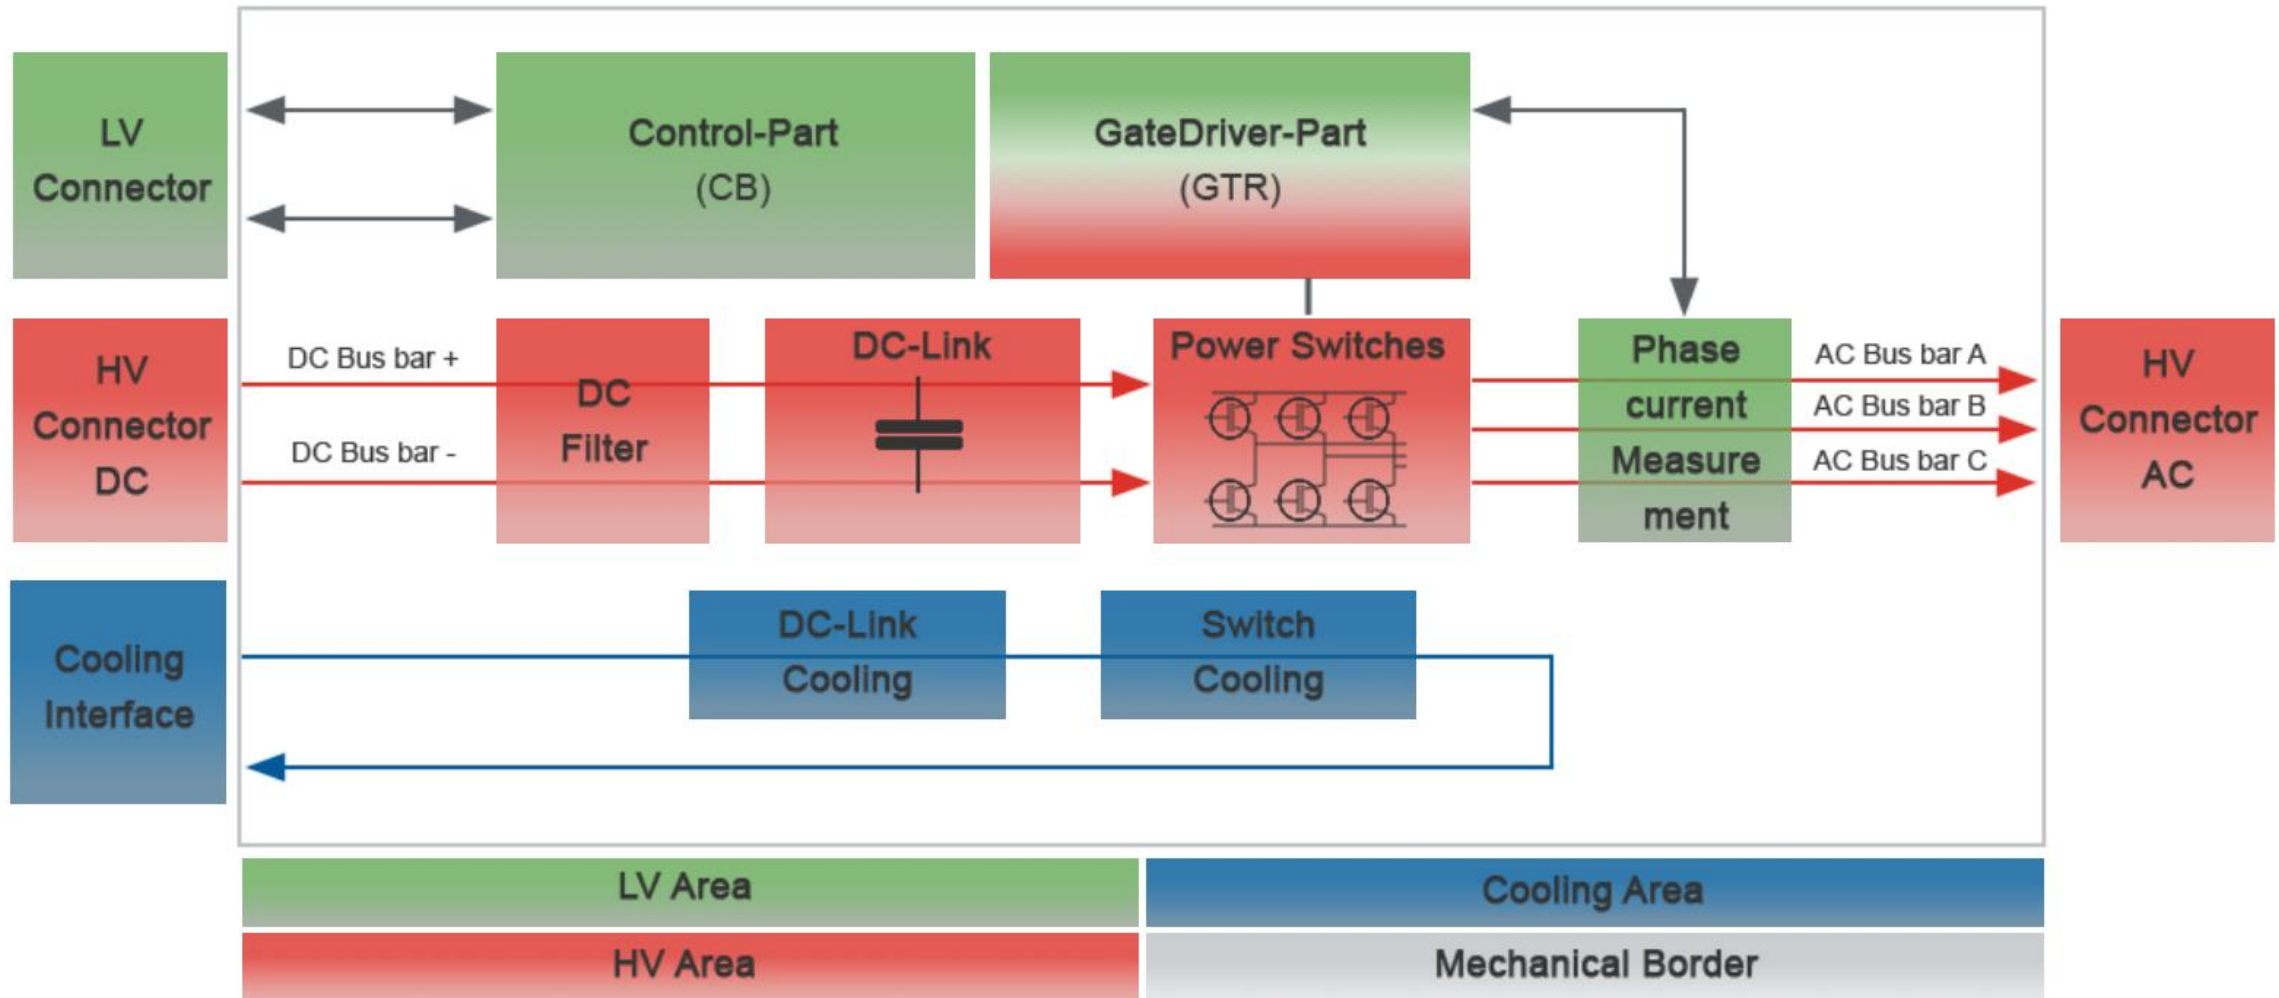 LV
Connector
Control-Part
(CB)
GateDriver-Part
(GTR)
HV
Connector
DC
DC Bus bar +
DC Bus bar -
DC
Filter
DC-Link
Power Switches
Phase
current
Measure
ment
AC Bus bar A
AC Bus bar B
AC Bus bar C
HV
Connector
AC
Cooling
Interface
DC-Link
Cooling
Switch
Cooling
LV Area
Cooling Area
HV Area
Mechanical Border